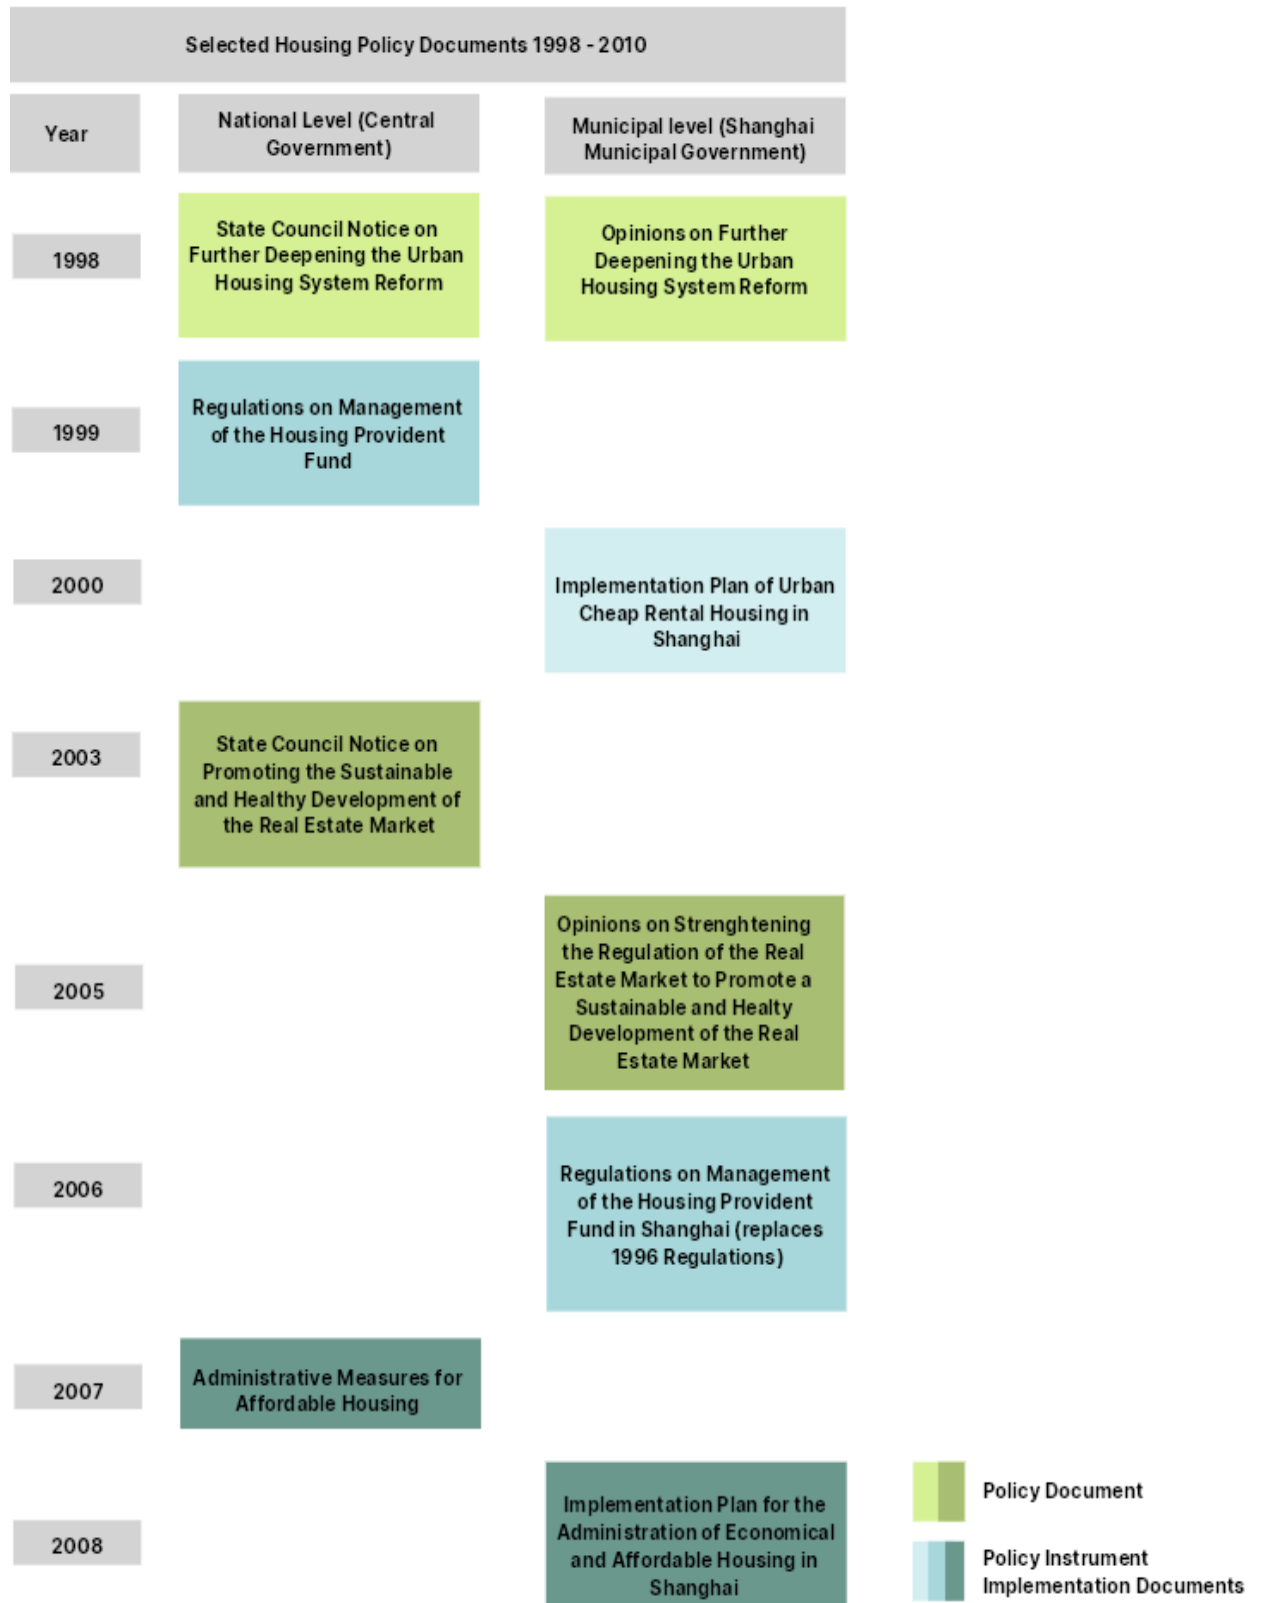 Selected Housing Policy Documents 1998 - 2010
Year
National Level (Central
Government)
Municipal level (Shanghai
Municipal Government)
1998
State Council Notice on
Further Deepening the Urban
Housing System Reform
Opinions on Further
Deepening the Urban
Housing System Reform
1999
Regulations on Management
of the Housing Provident
Fund
2000
Implementation Plan of Urban
Cheap Rental Housing in
Shanghai
2003
State Council Notice on
Promoting the Sustainable
and Healthy Development of
the Real Estate Market
2005
Opinions on Strenghtening
the Regulation of the Real
Estate Market to Promote a
Sustainable and Healty
Development of the Real
Estate Market
2006
Regulations on Management
of the Housing Provident
Fund in Shanghai (replaces
1996 Regulations)
2007
Administrative Measures for
Affordable Housing
2008
Implementation Plan for the
Administration of Economical
and Affordable Housing in
Shanghai
Policy Document
Policy Instrument
Implementation Documents